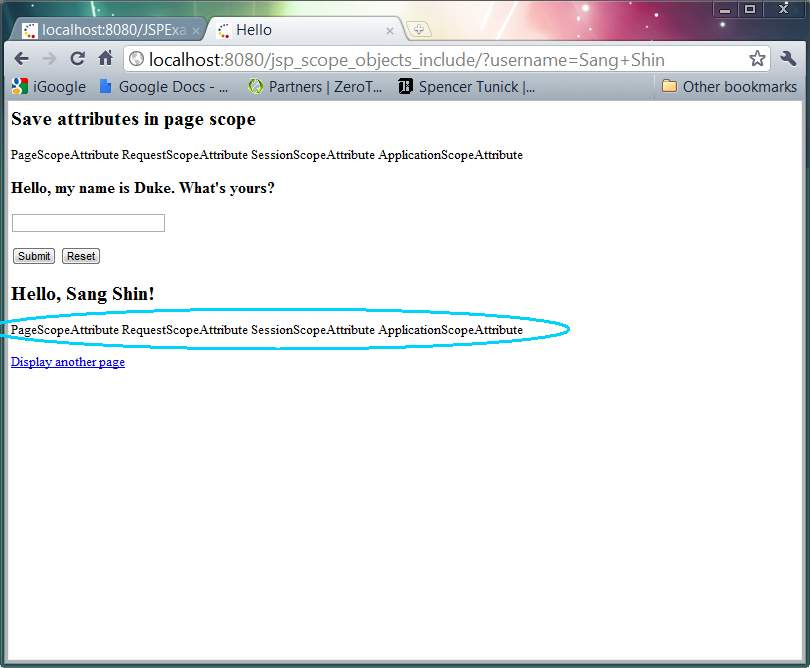 localhost:8080/JSPExa
Hello
localhost:8080/jsp_scope_objects_include/?username=Sang+Shin
iGoogle Google Docs - ... Partners | ZeroT... Spencer Tunick |... Other bookmarks
Save attributes in page scope
PageScopeAttribute RequestScopeAttribute SessionScopeAttribute ApplicationScopeAttribute
Hello, my name is Duke. What's yours?
Submit Reset
Hello, Sang Shin!
PageScopeAttribute RequestScopeAttribute SessionScopeAttribute ApplicationScopeAttribute
Display another page